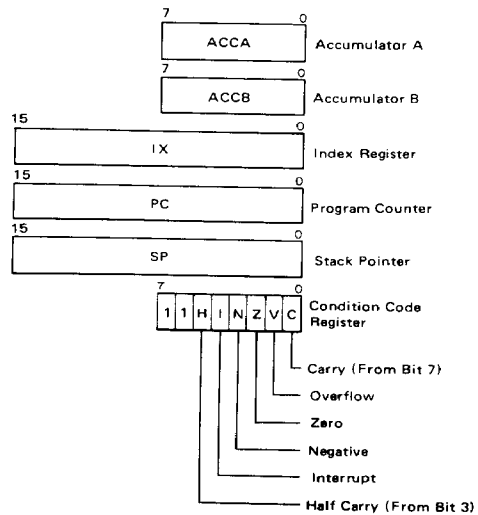 7 0
ACCA Accumulator A
7 0
ACCB Accumulator B
15 0
IX Index Register
15 0
PC Program Counter
15 0
SP Stack Pointer
7 0
1 1 H I N Z V C Condition Code
Register
Carry (From Bit 7)
Overflow
Zero
Negative
Interrupt
Half Carry (From Bit 3)